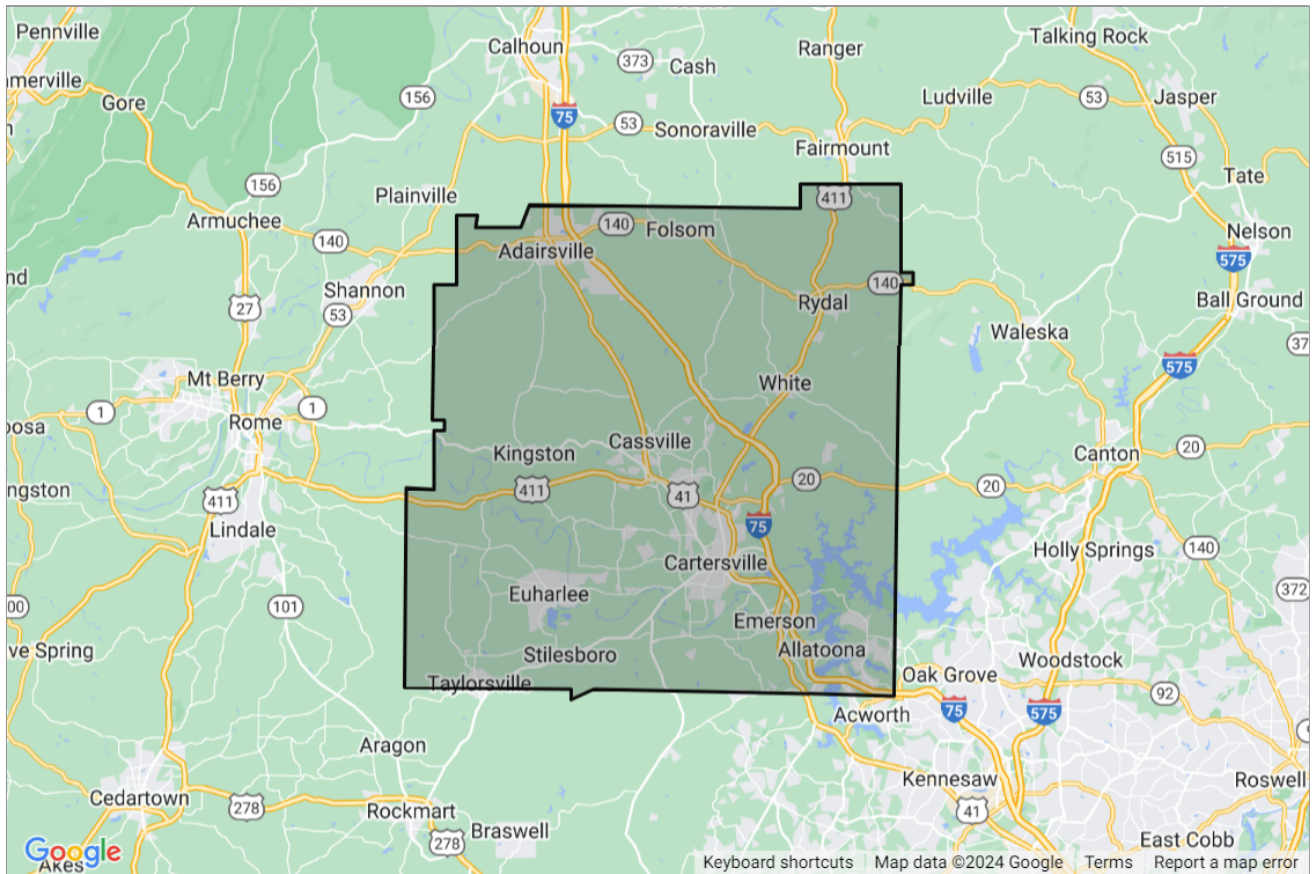 Pennville
Calhoun
Ranger
Talking Rock
373
Cash
merville
Gore
156
75
Ludville
53
Jasper
53
Sonoraville
Fairmount
515
Tate
156
Plainville
411
Armuchee
140
140
Folsom
Nelson
Adairsville
575
nd
Shannon
140
Rydal
Ball Ground
27
53
Waleska
37
Mt Berry
White
575
1
1
oosa
Rome
Cassville
20
Kingston
Canton
ngston
411
411
41
20
20
Lindale
75
Holly Springs
140
Cartersville
372
00
101
Euharlee
Emerson
ve Spring
Stilesboro
Allatoona
Woodstock
Taylorsville
Oak Grove
92
Acworth
75
575
Aragon
Kennesaw
Roswell
Cedartown
278
Rockmart
41
Braswell
278
East Cobb
Google
Akes
Keyboard shortcuts
Map data ©2024 Google
Terms
Report a map error